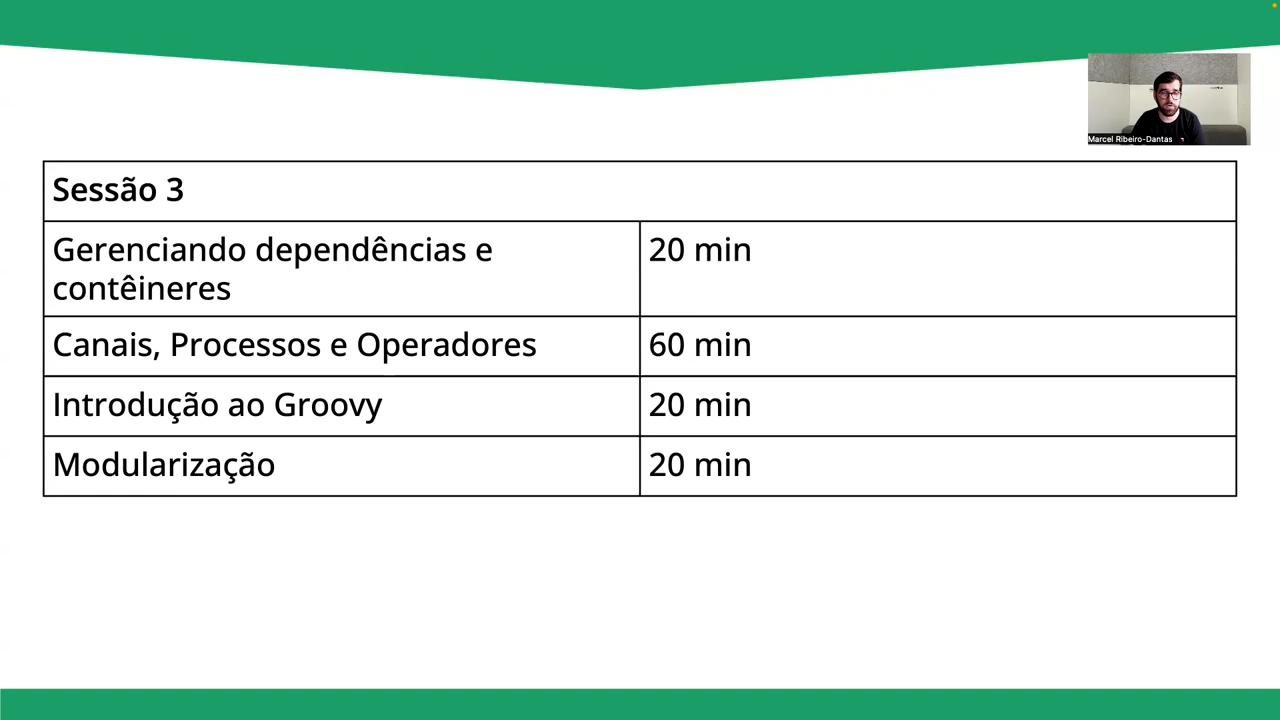 Marcel Ribeiro-Dantas
Sessão 3
Gerenciando dependências e
contêineres
20 min
Canais, Processos e Operadores
60 min
Introdução ao Groovy
20 min
Modularização
20 min